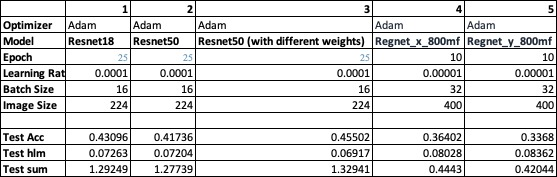 1 2 3 4 5
Optimizer Adam Adam Adam Adam Adam
Model Resnet18 Resnet50 Resnet50 (with different weights) Regnet_x_800mf Regnet_y_800mf
Epoch 25 25 25 10 10
Learning Rat 0.0001 0.0001 0.0001 0.00001 0.00001
Batch Size 16 16 16 32 32
Image Size 224 224 224 400 400
Test Acc 0.43096 0.41736 0.45502 0.36402 0.3368
Test hlm 0.07263 0.07204 0.06917 0.08028 0.08362
Test sum 1.29249 1.27739 1.32941 0.4443 0.42044